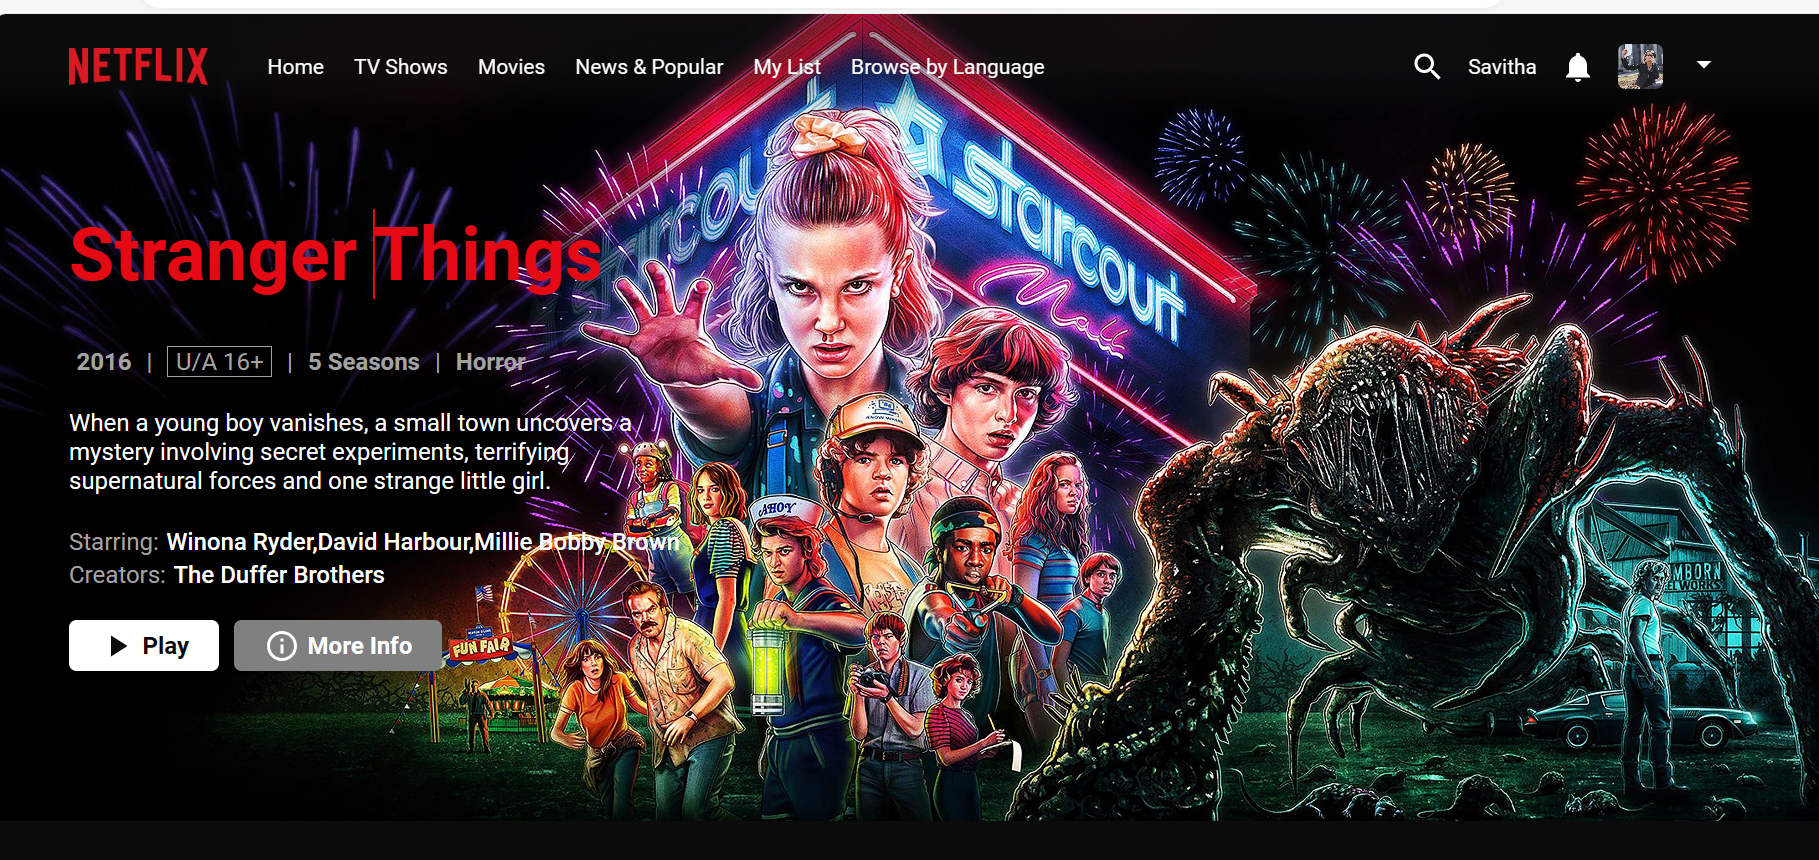 NETFLIX
Home TV Shows Movies News & Popular My List Browse by Language
Savitha
starcourt
starcourt
Mall
Stranger Things
2016 | U/A 16+ | 5 Seasons | Horror
When a young boy vanishes, a small town uncovers a
mystery involving secret experiments, terrifying
supernatural forces and one strange little girl.
Starring: Winona Ryder,David Harbour,Millie Bobby Brown
Creators: The Duffer Brothers
Play
More Info
FUN FAIR
AHOY